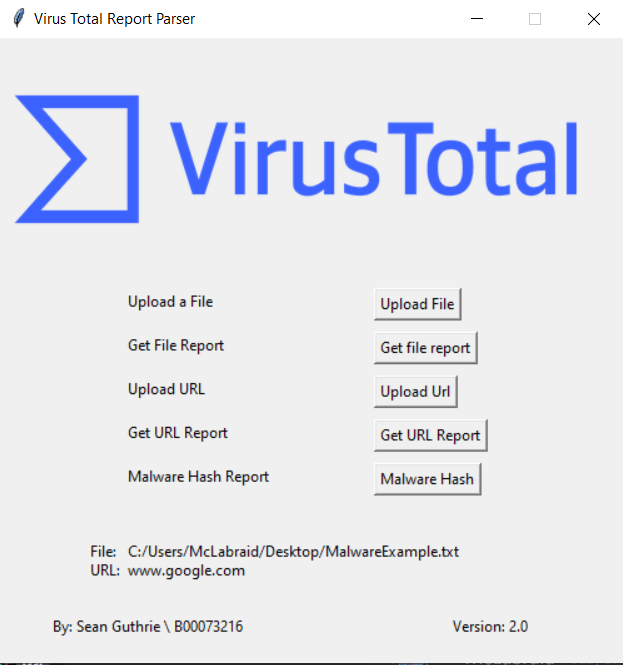 Virus Total Report Parser
VirusTotal
Upload a File Upload File
Get File Report Get file report
Upload URL Upload Url
Get URL Report Get URL Report
Malware Hash Report Malware Hash
File: C:/Users/McLabraid/Desktop/MalwareExample.txt
URL: www.google.com
By: Sean Guthrie \ B00073216 Version: 2.0